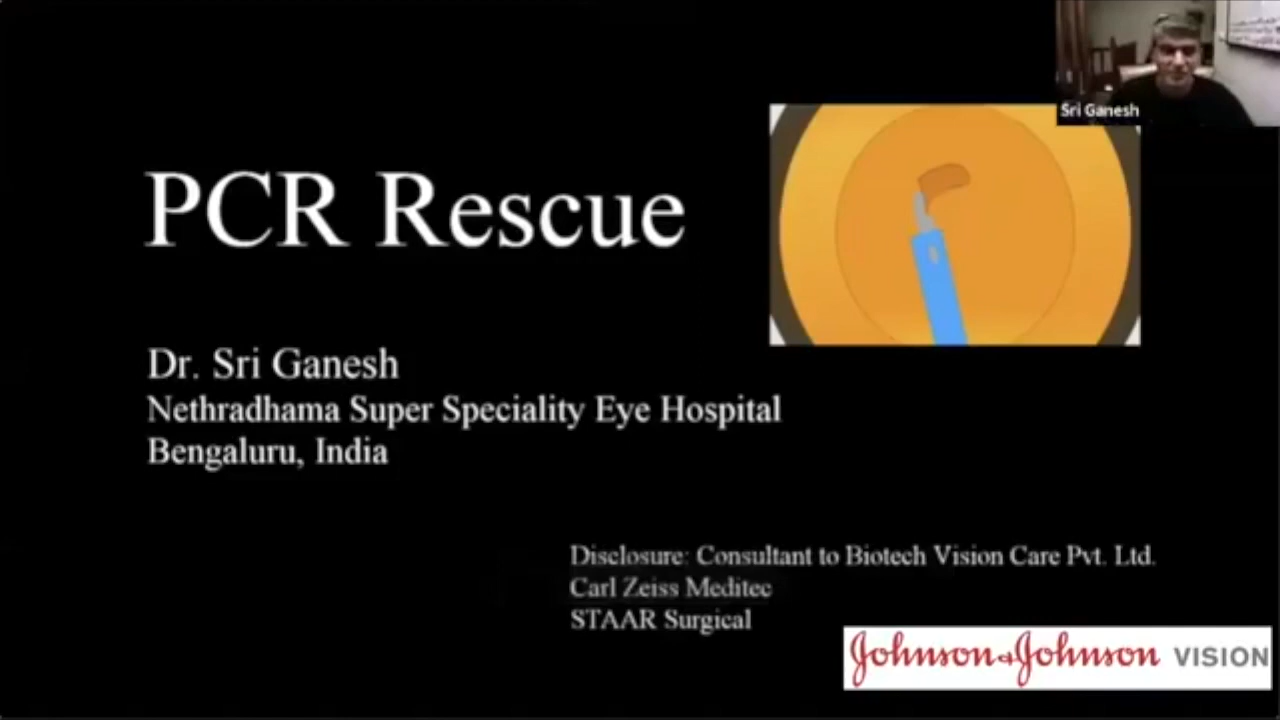 Sri Ganesh
PCR Rescue
Dr. Sri Ganesh
Nethradhama Super Speciality Eye Hospital
Bengaluru, India
Disclosure: Consultant to Biotech Vision Care Pvt. Ltd.
Carl Zeiss Meditec
STAAR Surgical
Johnson & Johnson VISION